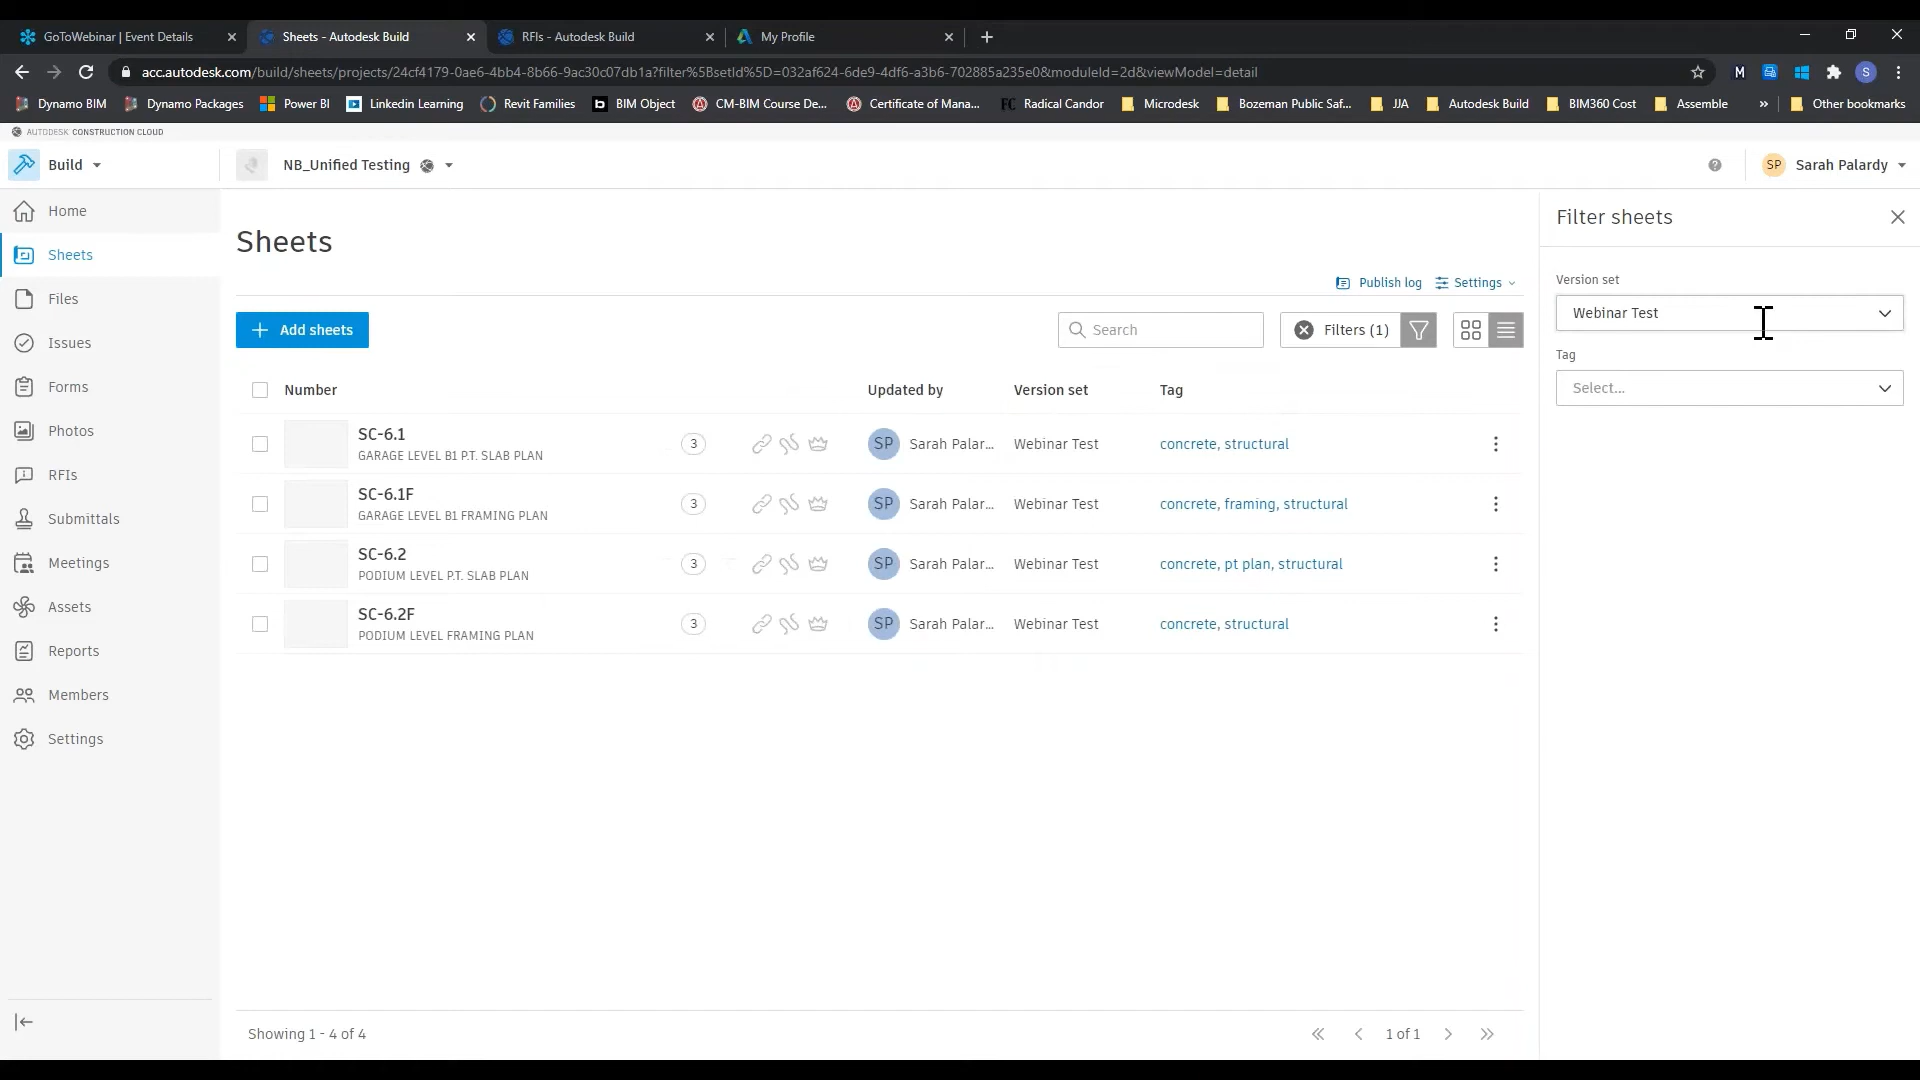 GoToWebinar | Event Details
Sheets - Autodesk Build
RFIs - Autodesk Build
My Profile
acc.autodesk.com/build/sheets/projects/24cf4179-0ae6-4bb4-8b66-9ac30c07db1a?filter%5BsetId%5D=032af624-6de9-4df6-a3b6-702885a235e0&moduleId=2d&viewModel=detail
M
S
Dynamo BIM
Dynamo Packages
Power BI
Linkedin Learning
Revit Families
b BIM Object
CM-BIM Course De...
Certificate of Mana...
FC Radical Candor
Microdesk
Bozeman Public Saf...
JJA
Autodesk Build
BIM360 Cost
Assemble
»
Other bookmarks
AUTODESK CONSTRUCTION CLOUD
Build
NB_Unified Testing
SP Sarah Palardy
Home
Sheets
Files
Issues
Forms
Photos
RFIs
Submittals
Meetings
Assets
Reports
Members
Settings
Sheets
Publish log
Settings
+ Add sheets
Search
Filters (1)
Number
Updated by
Version set
Tag
SC-6.1
GARAGE LEVEL B1 P.T. SLAB PLAN
3
SP Sarah Palar...
Webinar Test
concrete, structural
SC-6.1F
GARAGE LEVEL B1 FRAMING PLAN
3
SP Sarah Palar...
Webinar Test
concrete, framing, structural
SC-6.2
PODIUM LEVEL P.T. SLAB PLAN
3
SP Sarah Palar...
Webinar Test
concrete, pt plan, structural
SC-6.2F
PODIUM LEVEL FRAMING PLAN
3
SP Sarah Palar...
Webinar Test
concrete, structural
Showing 1 - 4 of 4
1 of 1
Filter sheets
Version set
Webinar Test
Tag
Select...